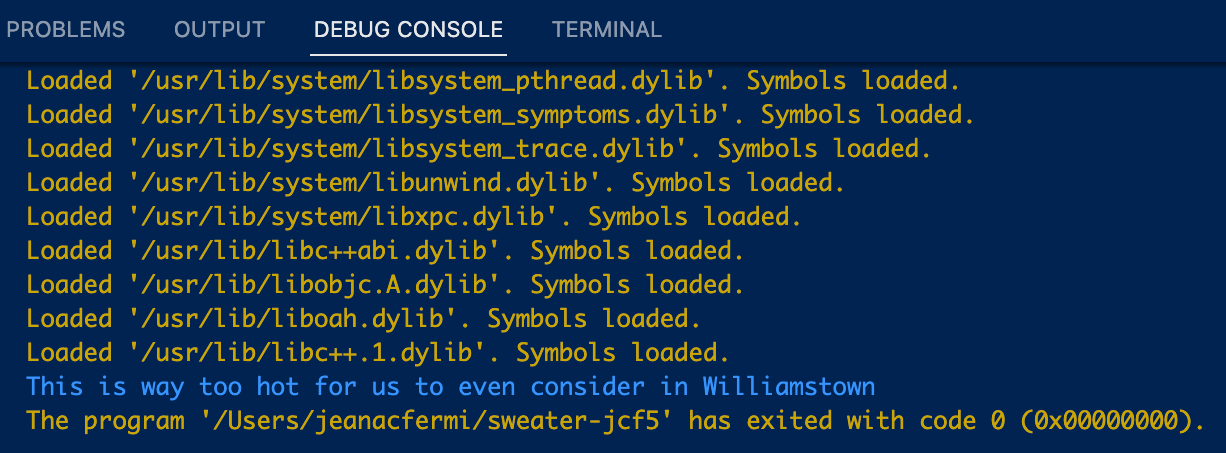 PROBLEMS OUTPUT DEBUG CONSOLE TERMINAL
Loaded '/usr/lib/system/libsystem_pthread.dylib'. Symbols loaded.
Loaded '/usr/lib/system/libsystem_symptoms.dylib'. Symbols loaded.
Loaded '/usr/lib/system/libsystem_trace.dylib'. Symbols loaded.
Loaded '/usr/lib/system/libunwind.dylib'. Symbols loaded.
Loaded '/usr/lib/system/libxpc.dylib'. Symbols loaded.
Loaded '/usr/lib/libc++abi.dylib'. Symbols loaded.
Loaded '/usr/lib/libobjc.A.dylib'. Symbols loaded.
Loaded '/usr/lib/liboah.dylib'. Symbols loaded.
Loaded '/usr/lib/libc++.1.dylib'. Symbols loaded.
This is way too hot for us to even consider in Williamstown
The program '/Users/jeanacfermi/sweater-jcf5' has exited with code 0 (0x00000000).